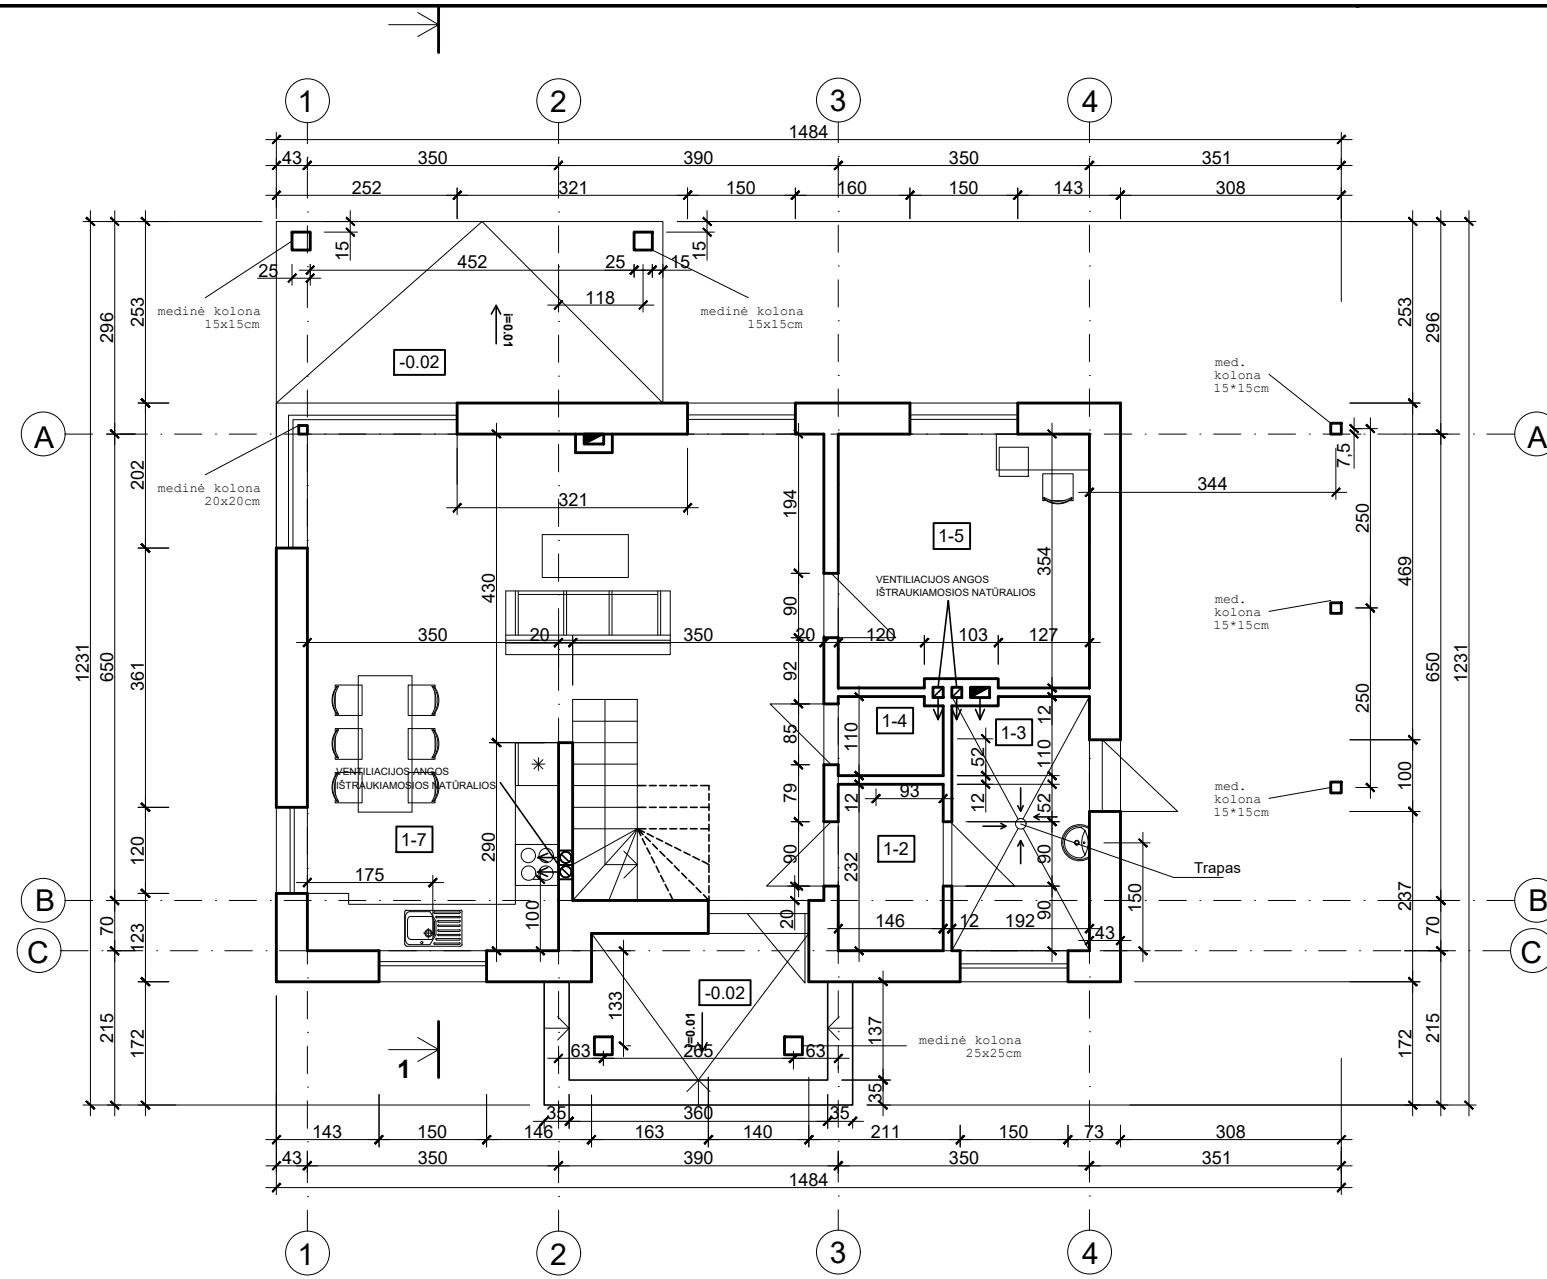 1 2 3 4
1484
43 350 390 350 351
252 321 150 160 150 143 308
15 15
25 452 25 15
118
medinė kolona
15x15cm
medinė kolona
15x15cm
i=0.01
-0.02
253 296
253 296
med.
kolona
15*15cm
A A
7,5
medinė kolona
20x20cm
202
321
194
344
250
1-5
354
469
430
VENTILIACIJOS ANGOS
IŠTRAUKIAMOSIOS NATŪRALIOS
90
med.
kolona
15*15cm
350 20 350 20 120 103 127
1231 650 361
92
650 1231
250
1-4
1-3
12
85 110 52 110
VENTILIACIJOS ANGOS
IŠTRAUKIAMOSIOS NATŪRALIOS
med.
kolona
15*15cm
100
79 12 93 12 52
1-7
290
120
90 232
1-2
90
Trapas
175
150
237
B B
100
20
146 12 192
90
43
70 123
70
C C
-0.02
133
i=0.01
137
215 172
172 215
medinė kolona
25x25cm
1
63 265 63
35
35 360 35
143 150 146 163 140 211 150 73 308
43 350 390 350 351
1484
1 2 3 4